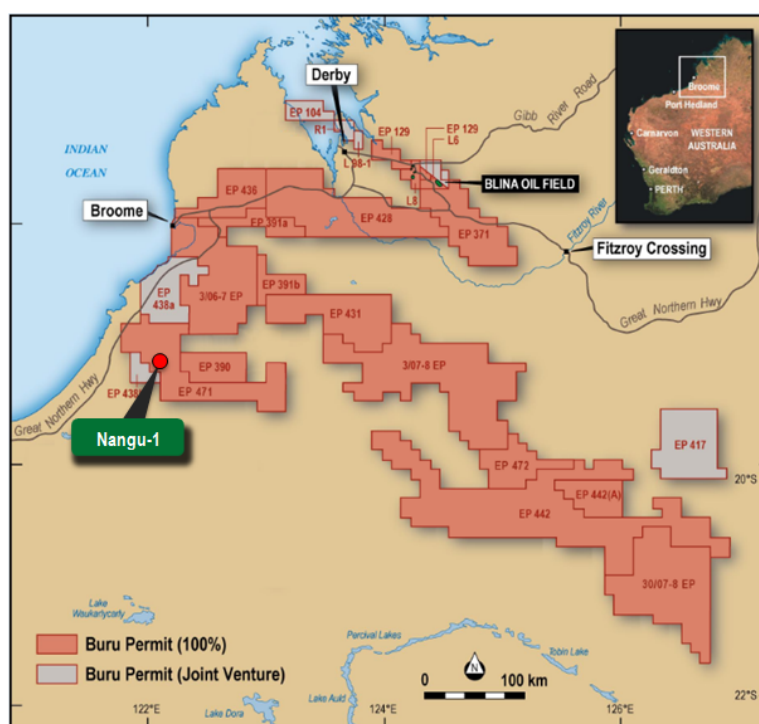 Derby
EP 104
R1
EP 129
EP 129
L6
L 98-1
Gibb River Road
INDIAN
OCEAN
BLINA OIL FIELD
EP 436
L8
Broome
EP 391a
EP 428
EP 371
Fitzroy River
Fitzroy Crossing
EP
438a
3/06-7 EP
EP 391b
EP 431
Great Northern Hwy
EP 390
3/07-8 EP
EP 438
EP 471
Great Northern Hwy
Nangu-1
EP 417
EP 472
20°S
EP 442(A)
EP 442
30/07-8 EP
Lake
Waukarlycarly
Percival Lakes
Tobin Lake
Lake Auld
Lake Dora
Buru Permit (100%)
Buru Permit (Joint Venture)
N
0 100 km
122°E
124°E
126°E
22°S
Broome
Port Hedland
Carnarvon
WESTERN
AUSTRALIA
Geraldton
PERTH